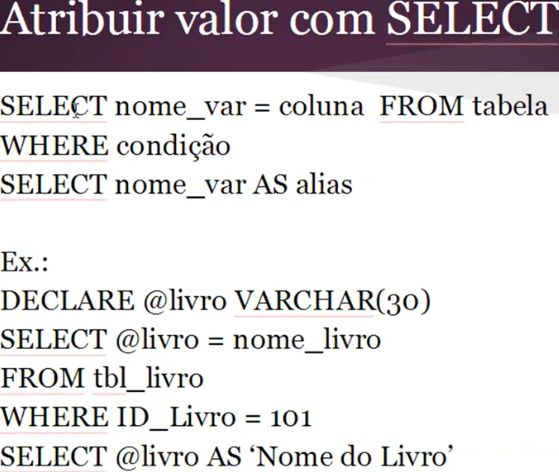 Atribuir valor com SELECT
SELECT nome_var = coluna FROM tabela
WHERE condição
SELECT nome_var AS alias
Ex.:
DECLARE @livro VARCHAR(30)
SELECT @livro = nome_livro
FROM tbl_livro
WHERE ID_Livro = 101
SELECT @livro AS ‘Nome do Livro’